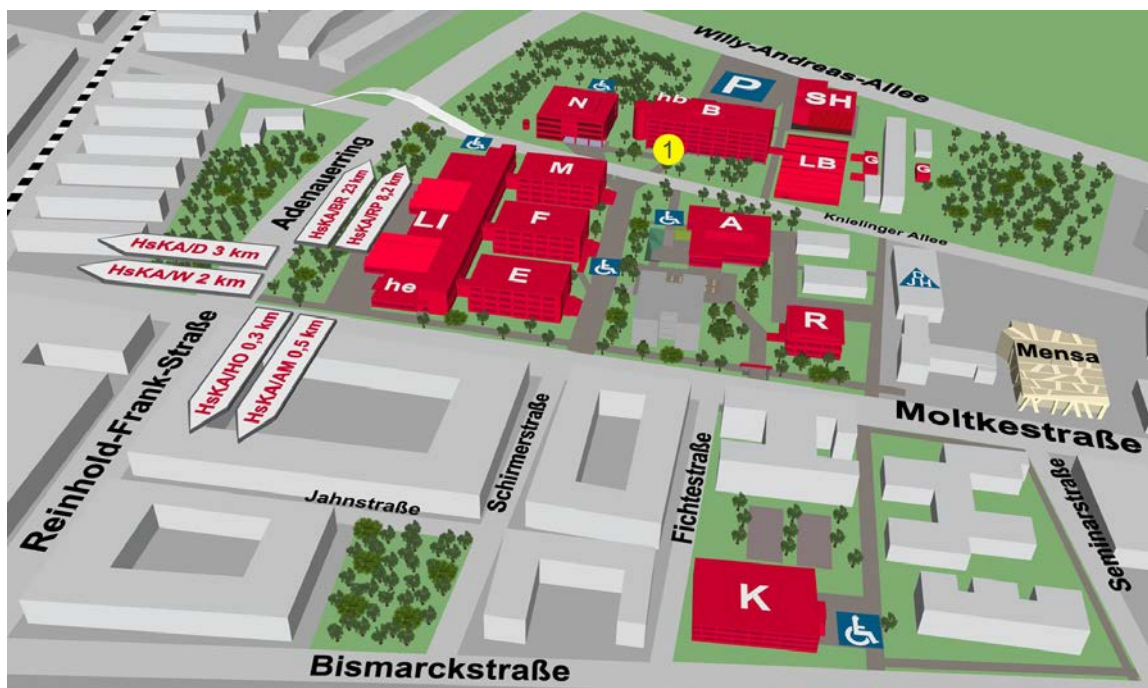 Willy-Andreas-Allee
P
SH
hb
B
N
1
LB
G
G
M
Adenauerring
HsKA/BR 23 km
HsKA/RP 8,2 km
LI
F
A
Knielinger Allee
HsKA/D 3 km
HsKA/W 2 km
E
he
DJH
R
Mensa
HsKA/HO 0,3 km
HsKA/AM 0,5 km
Reinhold-Frank-Straße
Moltkestraße
Schirmerstraße
Fichtestraße
Jahnstraße
Seminarstraße
K
Bismarckstraße